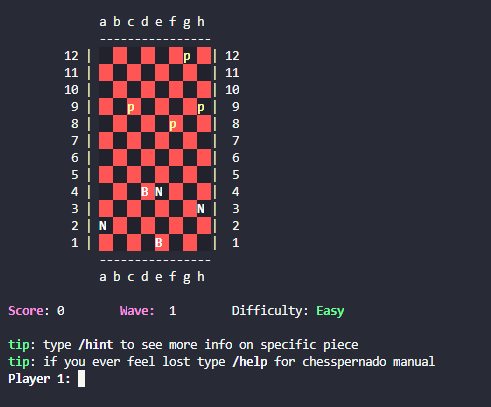 a b c d e f g h
----------------
12 | p | 12
11 | | 11
10 | | 10
9 | p p | 9
8 | p | 8
7 | | 7
6 | | 6
5 | | 5
4 | B N | 4
3 | N | 3
2 | N | 2
1 | B | 1
----------------
a b c d e f g h
Score: 0 Wave: 1 Difficulty: Easy
tip: type /hint to see more info on specific piece
tip: if you ever feel lost type /help for chesspernado manual
Player 1: